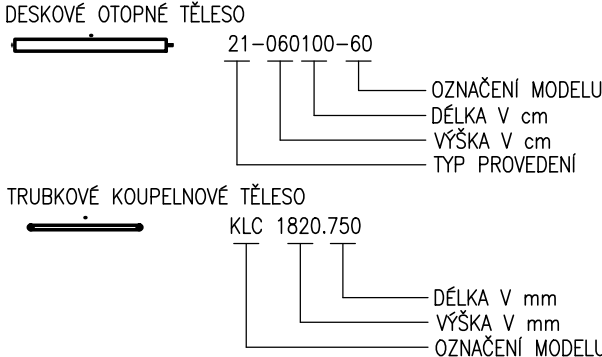 DESKOVÉ OTOPNÉ TĚLESO
21-060100-60
OZNAČENÍ MODELU
DÉLKA V cm
VÝŠKA V cm
TYP PROVEDENÍ
TRUBKOVÉ KOUPELNOVÉ TĚLESO
KLC 1820.750
DÉLKA V mm
VÝŠKA V mm
OZNAČENÍ MODELU